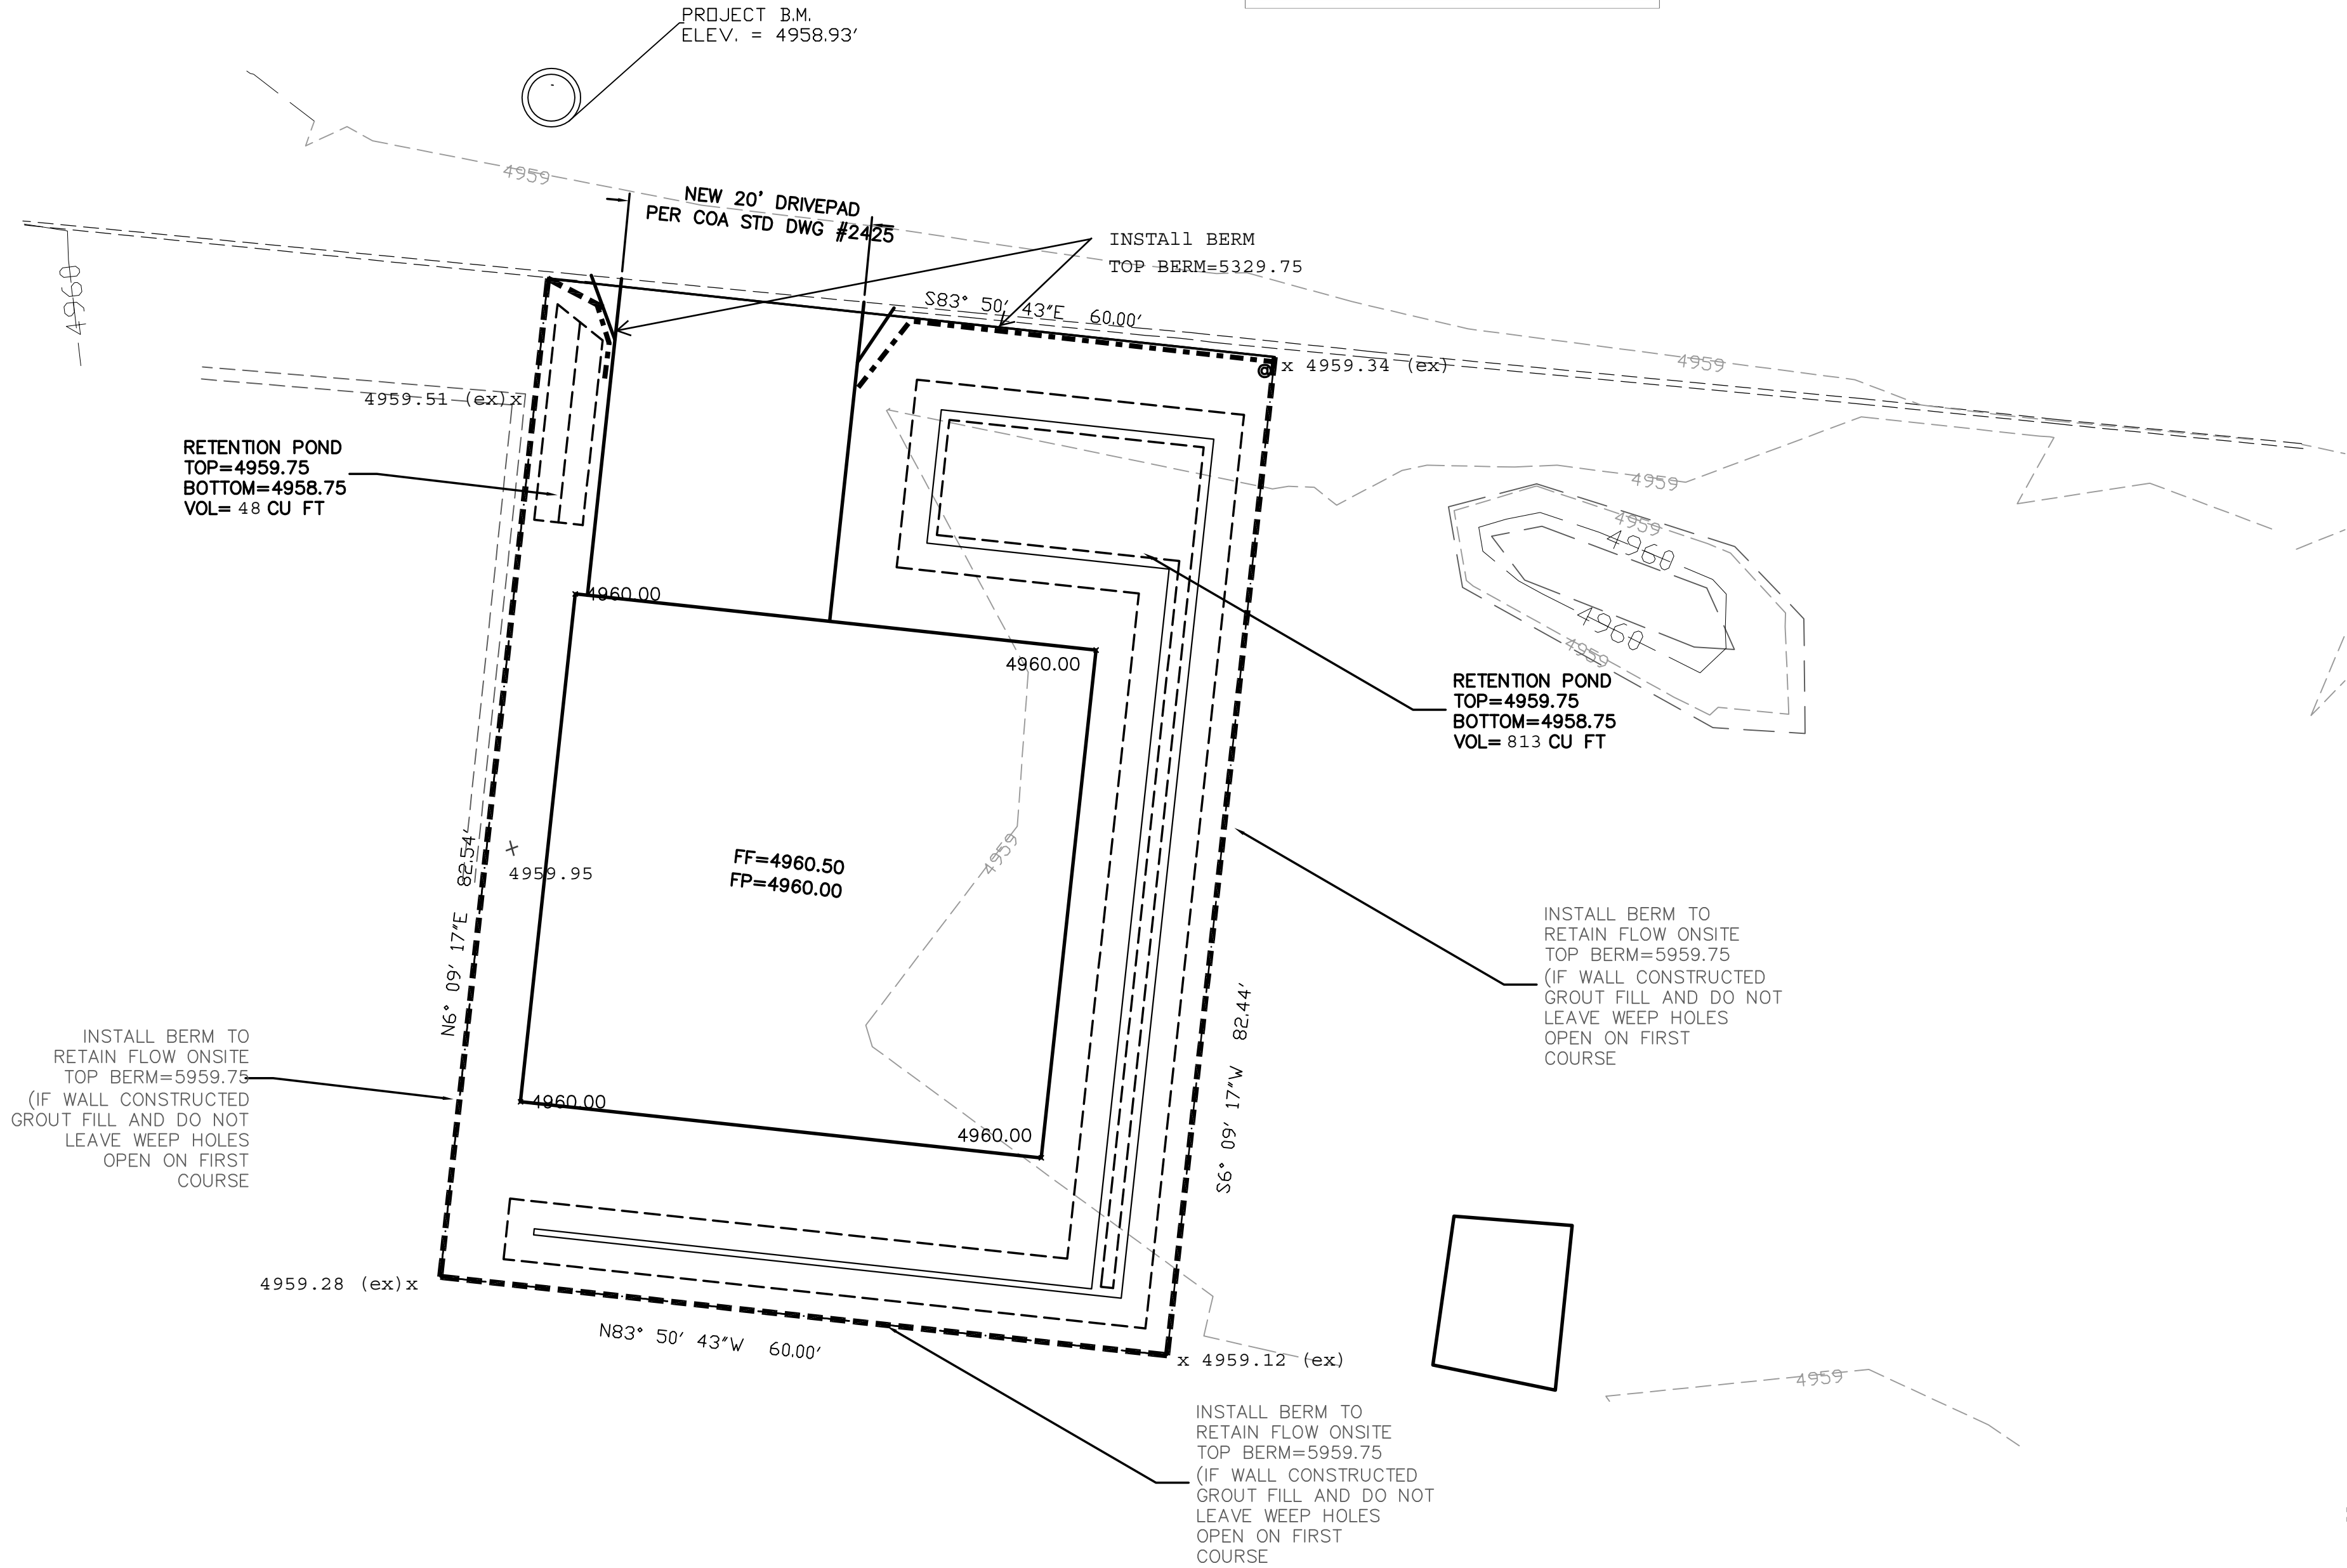 PROJECT B.M.
ELEV. = 4958.93'
4959
NEW 20' DRIVEPAD
PER COA STD DWG #2425
INSTAll BERM
TOP BERM=5329.75
4960
S83° 50' 43"E 60.00'
x 4959.34 (ex)
@
4959
4959.51 (ex)x
RETENTION POND
TOP=4959.75
BOTTOM=4958.75
VOL= 48 CU FT
4959
4959
4960
4960
4959
4960.00
4960.00
RETENTION POND
TOP=4959.75
BOTTOM=4958.75
VOL= 813 CU FT
FF=4960.50
FP=4960.00
4959
4959.95
N6° 09' 17"E 82.54'
S6° 09' 17"W 82.44'
INSTALL BERM TO
RETAIN FLOW ONSITE
TOP BERM=5959.75
(IF WALL CONSTRUCTED
GROUT FILL AND DO NOT
LEAVE WEEP HOLES
OPEN ON FIRST
COURSE
INSTALL BERM TO
RETAIN FLOW ONSITE
TOP BERM=5959.75
(IF WALL CONSTRUCTED
GROUT FILL AND DO NOT
LEAVE WEEP HOLES
OPEN ON FIRST
COURSE
4960.00
4960.00
4959.28 (ex)x
N83° 50' 43"W 60.00'
x 4959.12 (ex)
4959
INSTALL BERM TO
RETAIN FLOW ONSITE
TOP BERM=5959.75
(IF WALL CONSTRUCTED
GROUT FILL AND DO NOT
LEAVE WEEP HOLES
OPEN ON FIRST
COURSE